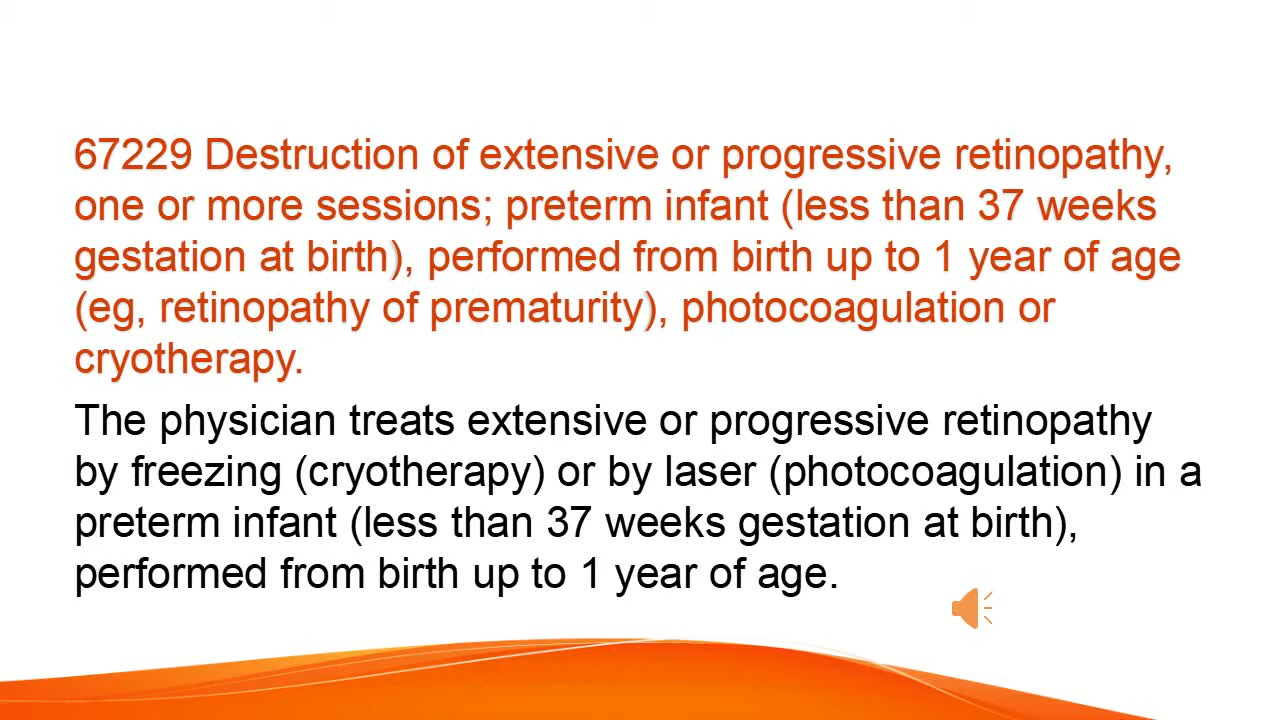 67229 Destruction of extensive or progressive retinopathy,
one or more sessions; preterm infant (less than 37 weeks
gestation at birth), performed from birth up to 1 year of age
(eg, retinopathy of prematurity), photocoagulation or
cryotherapy.
The physician treats extensive or progressive retinopathy
by freezing (cryotherapy) or by laser (photocoagulation) in a
preterm infant (less than 37 weeks gestation at birth),
performed from birth up to 1 year of age.